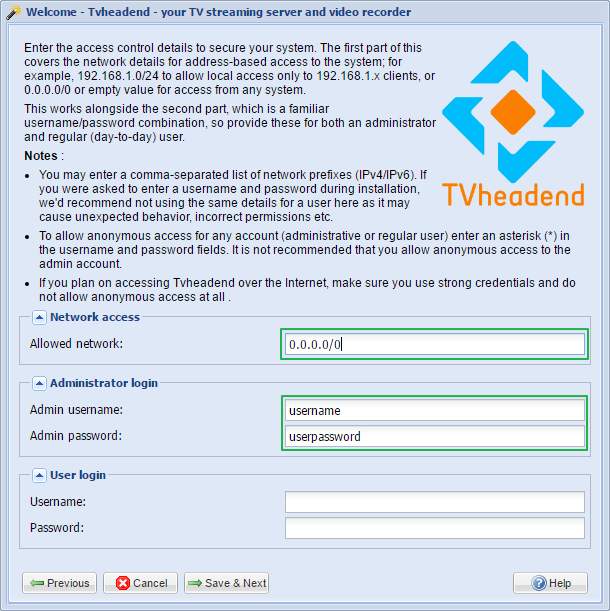 Welcome - Tvheadend - your TV streaming server and video recorder
Enter the access control details to secure your system. The first part of this
covers the network details for address-based access to the system; for
example, 192.168.1.0/24 to allow local access only to 192.168.1.x clients, or
0.0.0.0/0 or empty value for access from any system.
This works alongside the second part, which is a familiar
username/password combination, so provide these for both an administrator
and regular (day-to-day) user.
Notes :
• You may enter a comma-separated list of network prefixes (IPv4/IPv6). If
you were asked to enter a username and password during installation,
we'd recommend not using the same details for a user here as it may
cause unexpected behavior, incorrect permissions etc.
TVheadend
• To allow anonymous access for any account (administrative or regular user) enter an asterisk (*) in
the username and password fields. It is not recommended that you allow anonymous access to the
admin account.
• If you plan on accessing Tvheadend over the Internet, make sure you use strong credentials and do
not allow anonymous access at all .
Network access
Allowed network: 0.0.0.0/0
Administrator login
Admin username: username
Admin password: userpassword
User login
Username:
Password:
Previous Cancel Save & Next Help